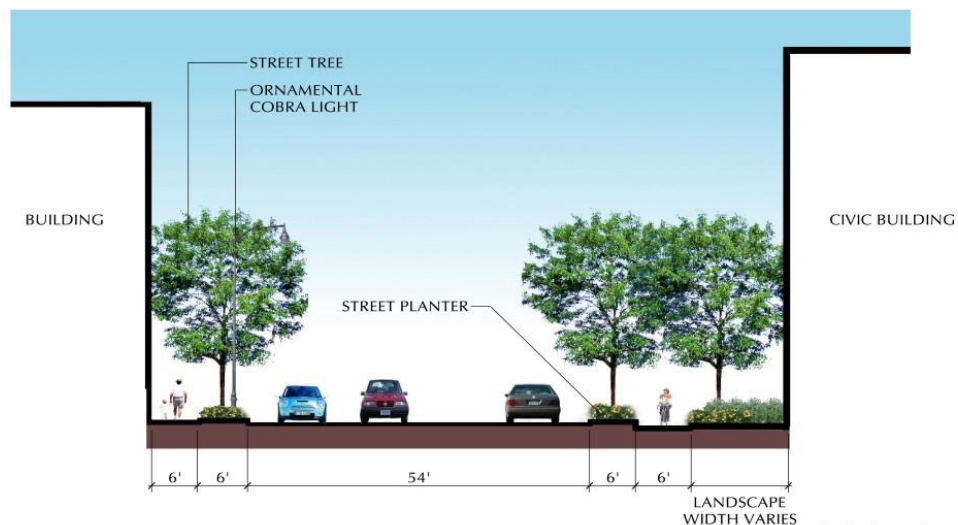 STREET TREE
ORNAMENTAL
COBRA LIGHT
BUILDING
CIVIC BUILDING
STREET PLANTER
6'
6'
54'
6'
6'
LANDSCAPE
WIDTH VARIES